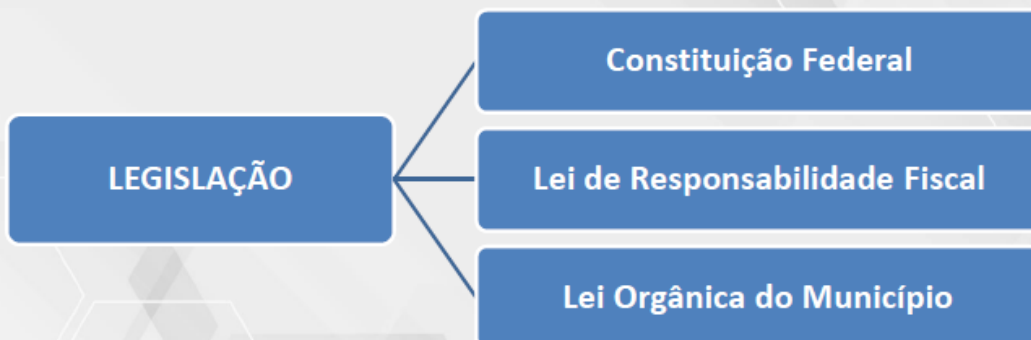 LEGISLAÇÃO
Constituição Federal
Lei de Responsabilidade Fiscal
Lei Orgânica do Município